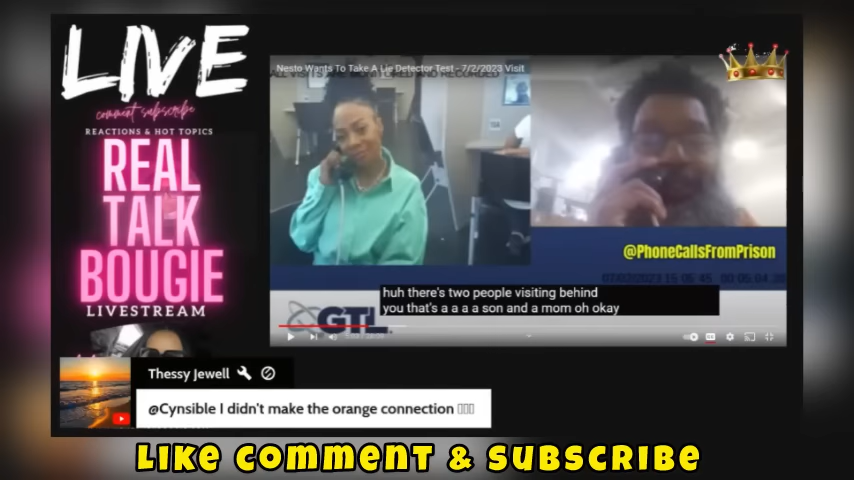 LIVE
comment subscribe
REACTIONS & HOT TOPICS
REAL
TALK
BOUGIE
LIVESTREAM
Nesto Wants To Take A Lie Detector Test - 7/2/2023 Visit
@PhoneCallsFromPrison
huh there's two people visiting behind
you that's a a a a son and a mom oh okay
GTL
Thessy Jewell
@Cynsible I didn't make the orange connection
LIKE COMMENT & SUBSCRIBE